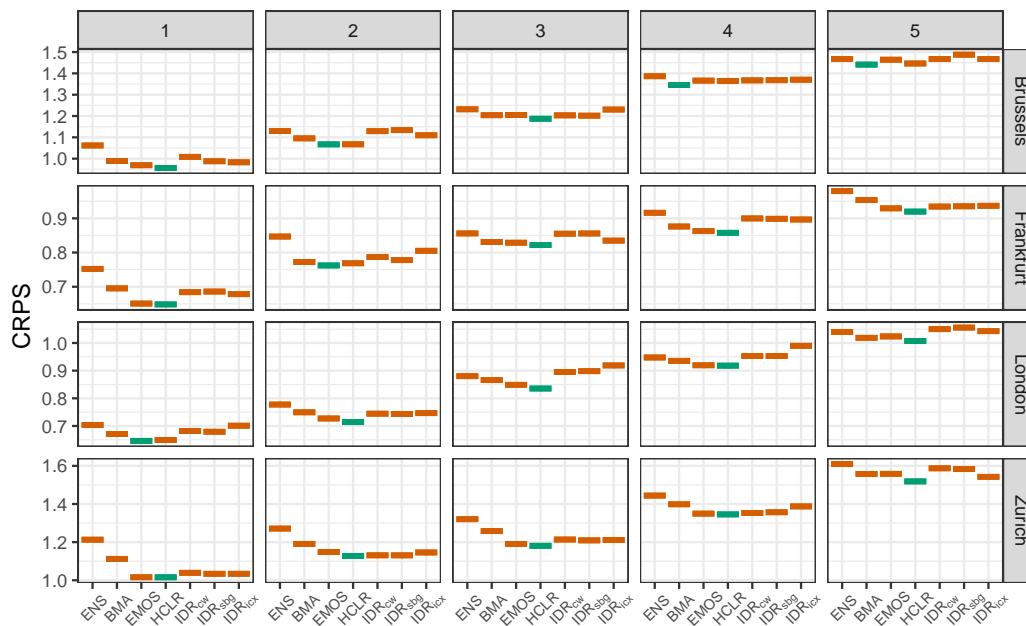 1 2 3 4 5
CRPS
1.5
1.4
1.3
1.2
1.1
1.0
Brussels
0.9
0.8
0.7
Frankfurt
1.0
0.9
0.8
0.7
London
1.6
1.4
1.2
1.0
Zurich
ENS BMA EMOS HCLR IDRcw IDRsbg IDRicx
ENS BMA EMOS HCLR IDRcw IDRsbg IDRicx
ENS BMA EMOS HCLR IDRcw IDRsbg IDRicx
ENS BMA EMOS HCLR IDRcw IDRsbg IDRicx
ENS BMA EMOS HCLR IDRcw IDRsbg IDRicx